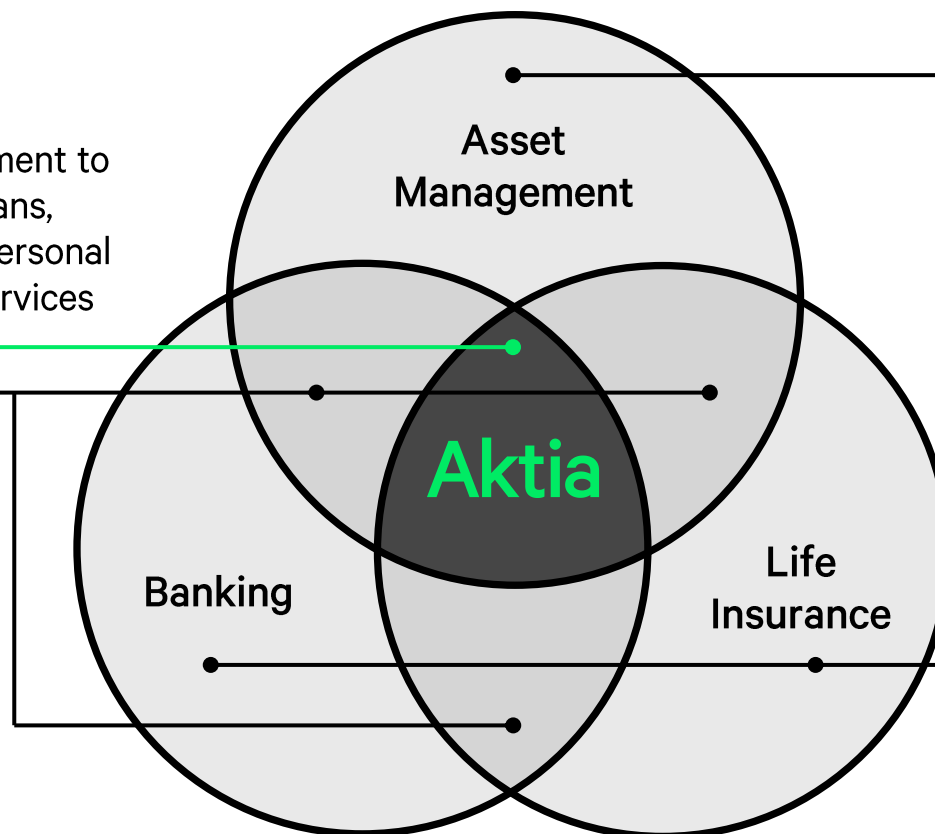 ment to
ans,
ersonal
rvices
Asset
Management
Aktia
Banking
Life
Insurance